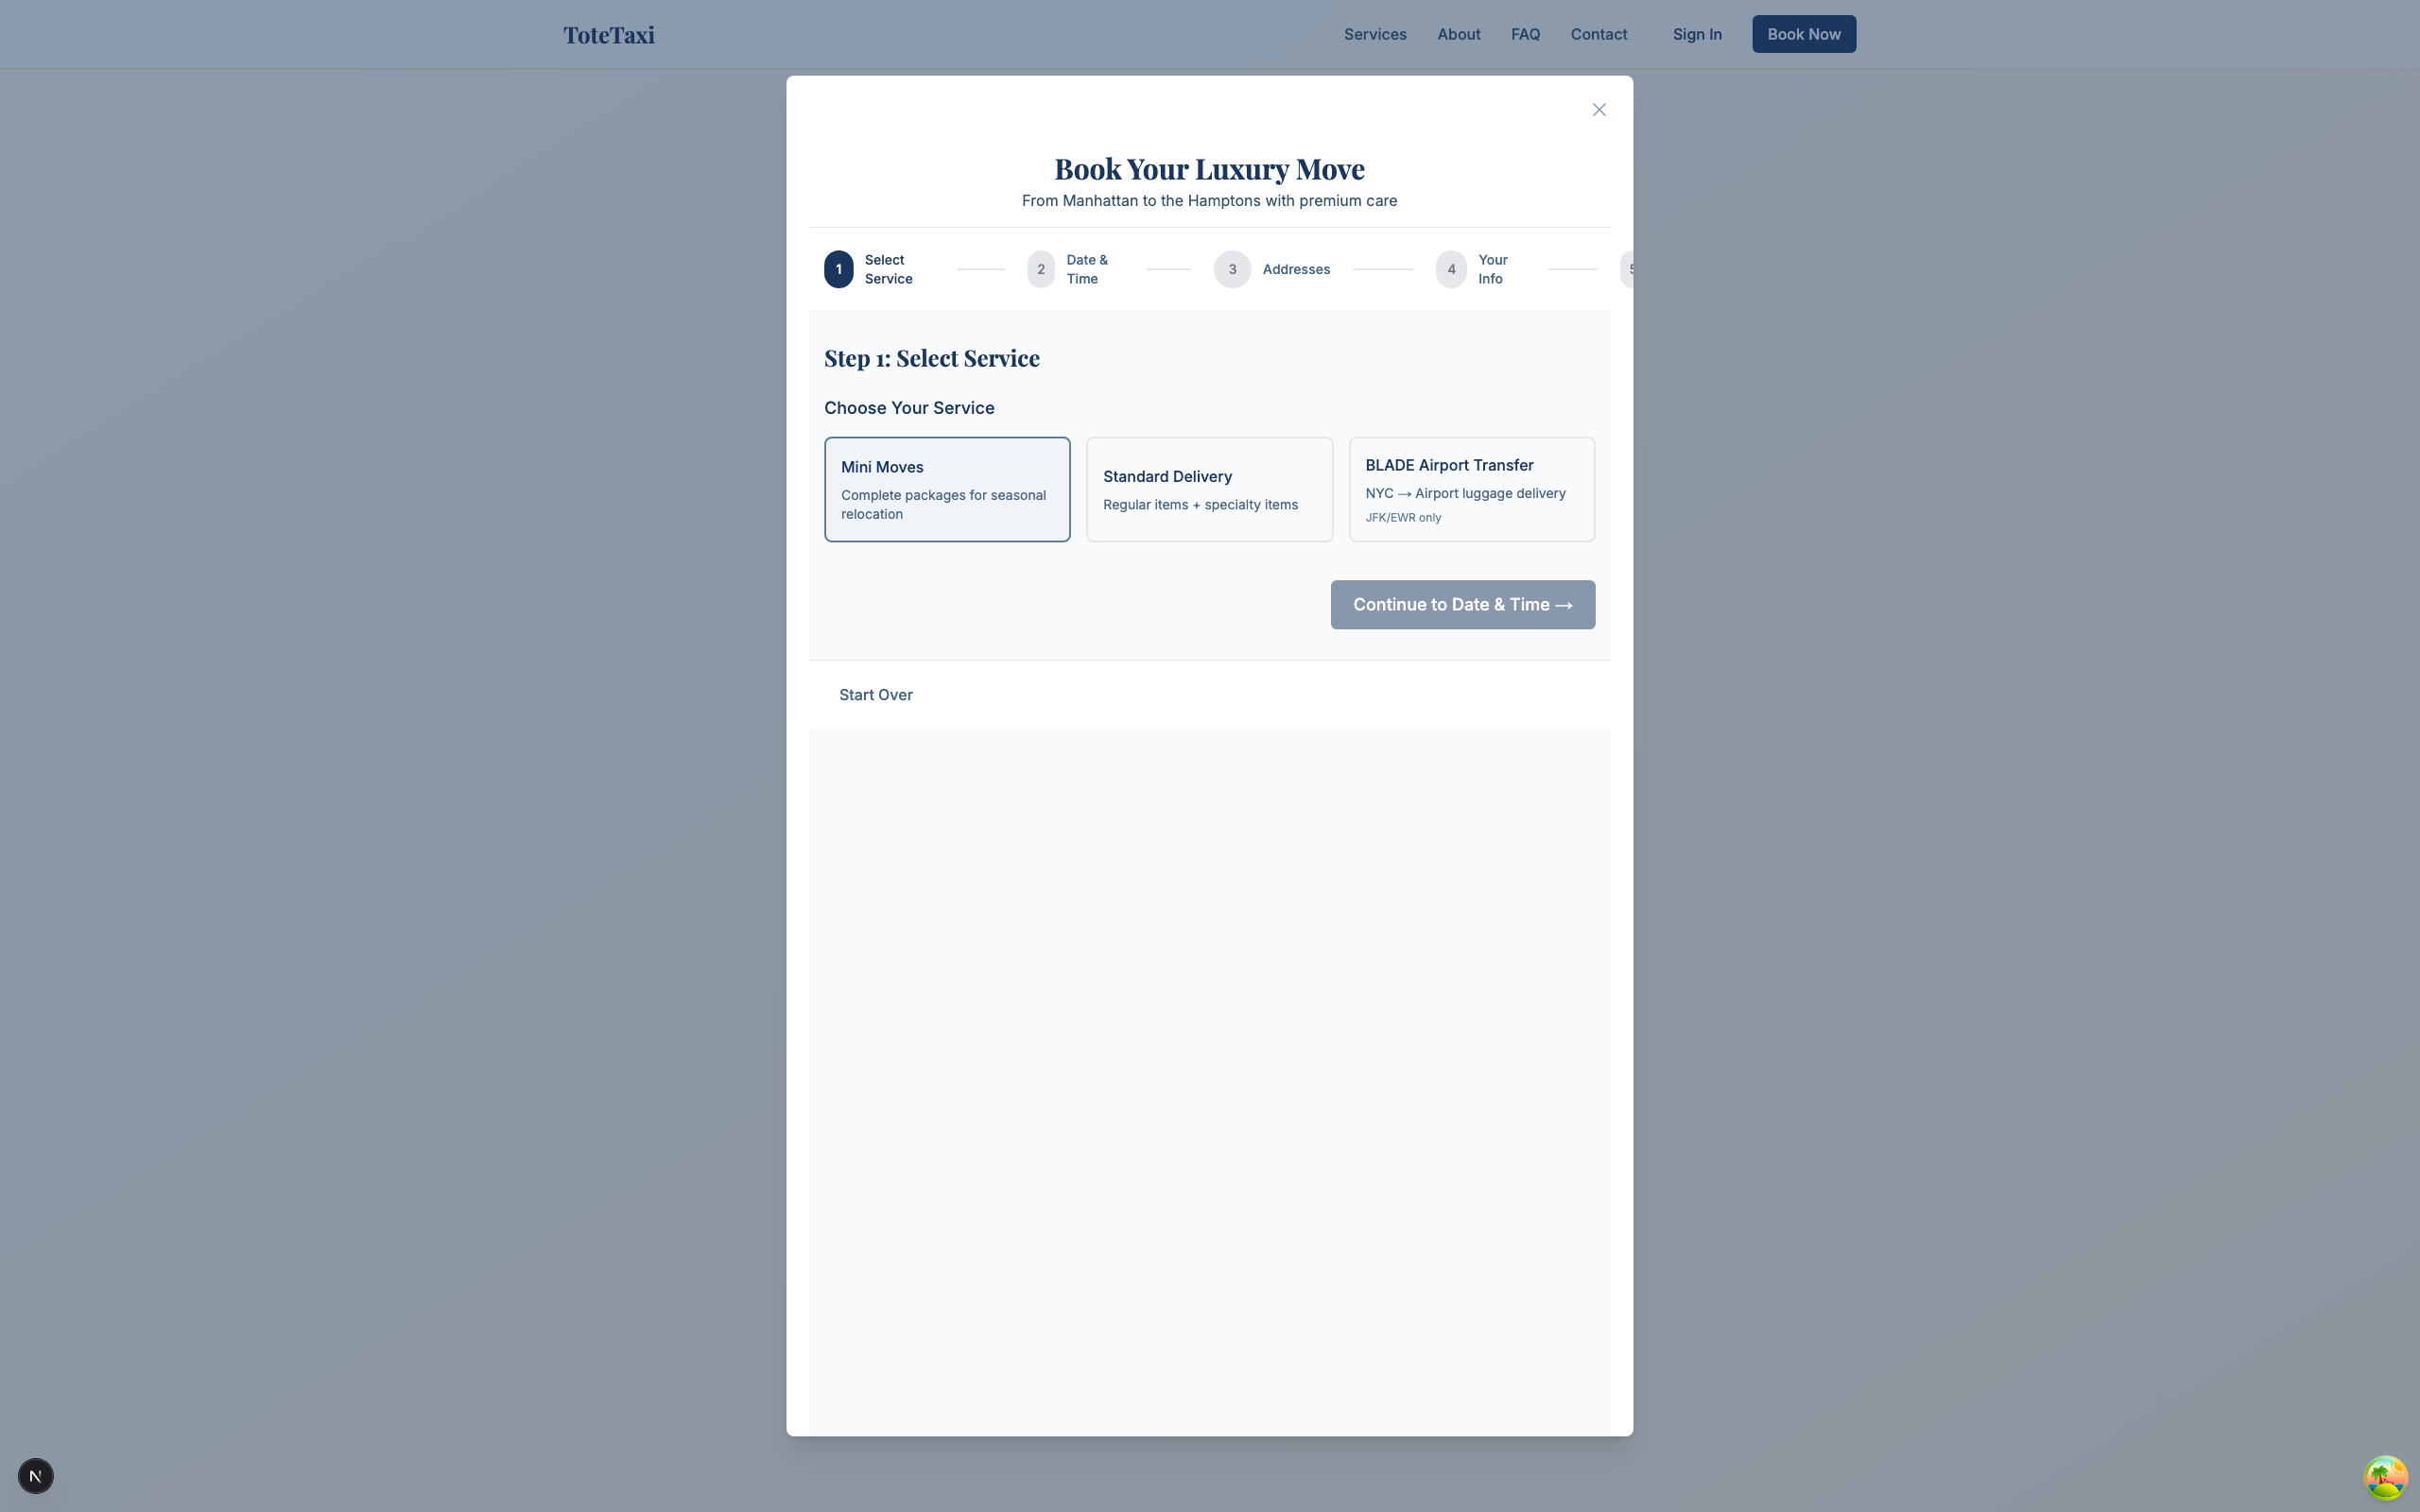 ToteTaxi
Services
About
FAQ
Contact
Sign In
Book Now
Book Your Luxury Move
From Manhattan to the Hamptons with premium care
1
Select
Service
2
Date &
Time
3
Addresses
4
Your
Info
Step 1: Select Service
Choose Your Service
Mini Moves
Complete packages for seasonal
relocation
Standard Delivery
Regular items + specialty items
BLADE Airport Transfer
NYC → Airport luggage delivery
JFK/EWR only
Continue to Date & Time →
Start Over
N